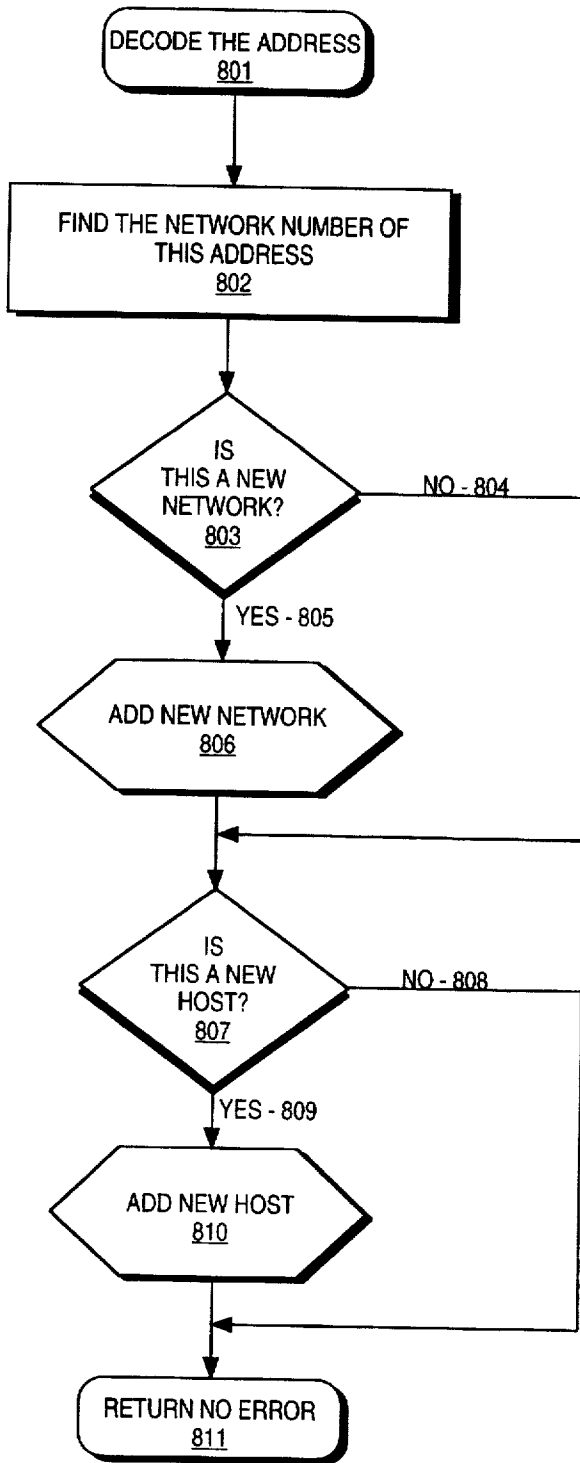 DECODE THE ADDRESS
801
FIND THE NETWORK NUMBER OF
THIS ADDRESS
802
IS
THIS A NEW
NETWORK?
803
NO - 804
YES - 805
ADD NEW NETWORK
806
IS
THIS A NEW
HOST?
807
NO - 808
YES - 809
ADD NEW HOST
810
RETURN NO ERROR
811